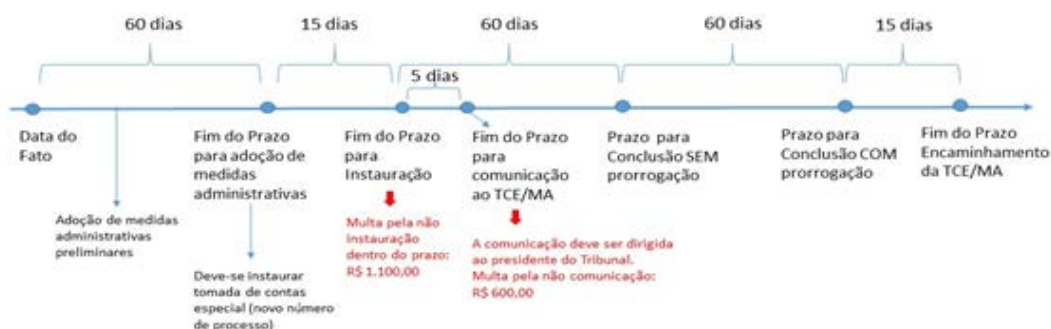 60 dias
15 dias
60 dias
60 dias
15 dias
5 dias
Data do
Fato
Fim do Prazo
para adoção de
medidas
administrativas
Fim do Prazo
para
Instauração
Fim do Prazo
para
comunicação
ao TCE/MA
Prazo para
Conclusão SEM
prorrogação
Prazo para
Conclusão COM
prorrogação
Fim do Prazo
Encaminhamento
da TCE/MA
Adoção de medidas
administrativas
preliminares
Deve-se instaurar
tomada de contas
especial (novo número
de processo)
Multa pela não
instauração
dentro do prazo:
R$ 1.100,00
A comunicação deve ser dirigida
ao presidente do Tribunal.
Multa pela não comunicação:
R$ 600,00